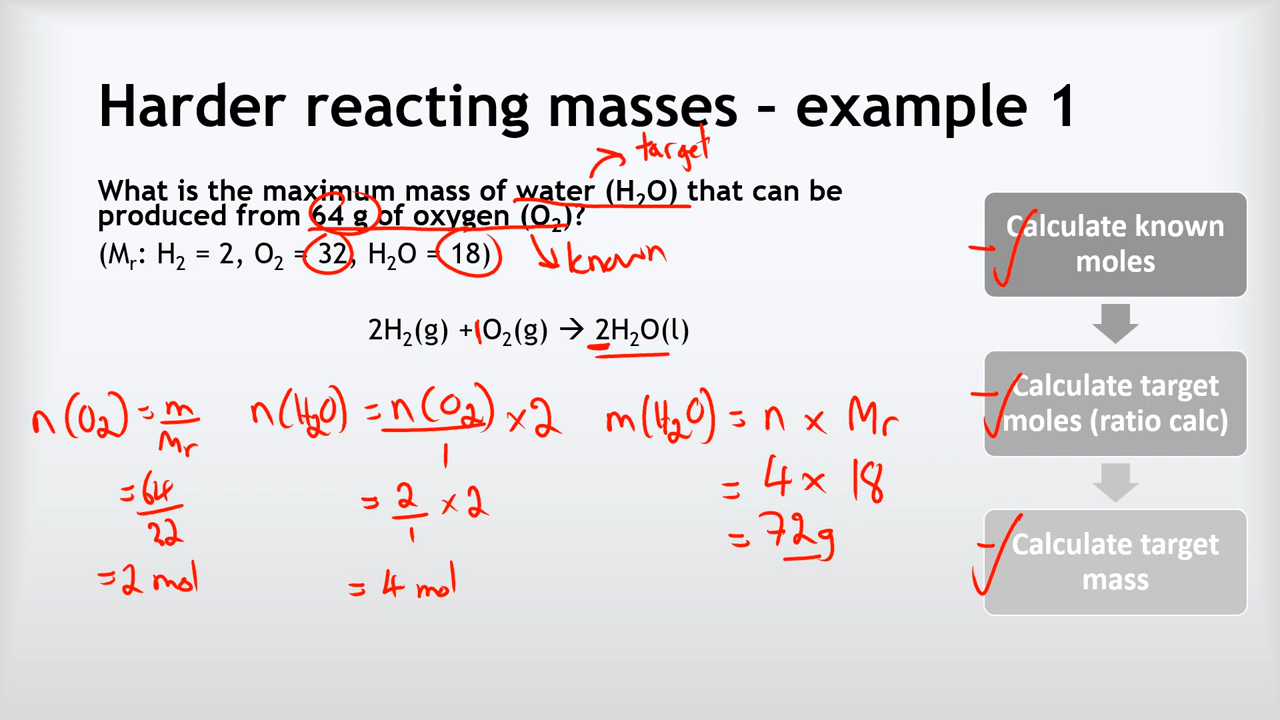 Harder reacting masses – example 1
target
What is the maximum mass of water (H₂O) that can be
produced from 64 g of oxygen (O₂)?
(Mᵣ: H₂ = 2, O₂ = 32, H₂O = 18)
known
2H₂(g) + 1O₂(g) → 2H₂O(l)
n(O₂) = m/Mr
= 64/32
= 2 mol
n(H₂O) = n(O₂)/1 × 2
= 2/1 × 2
= 4 mol
m(H₂O) = n × Mr
= 4 × 18
= 72g
Calculate known
moles
Calculate target
moles (ratio calc)
Calculate target
mass